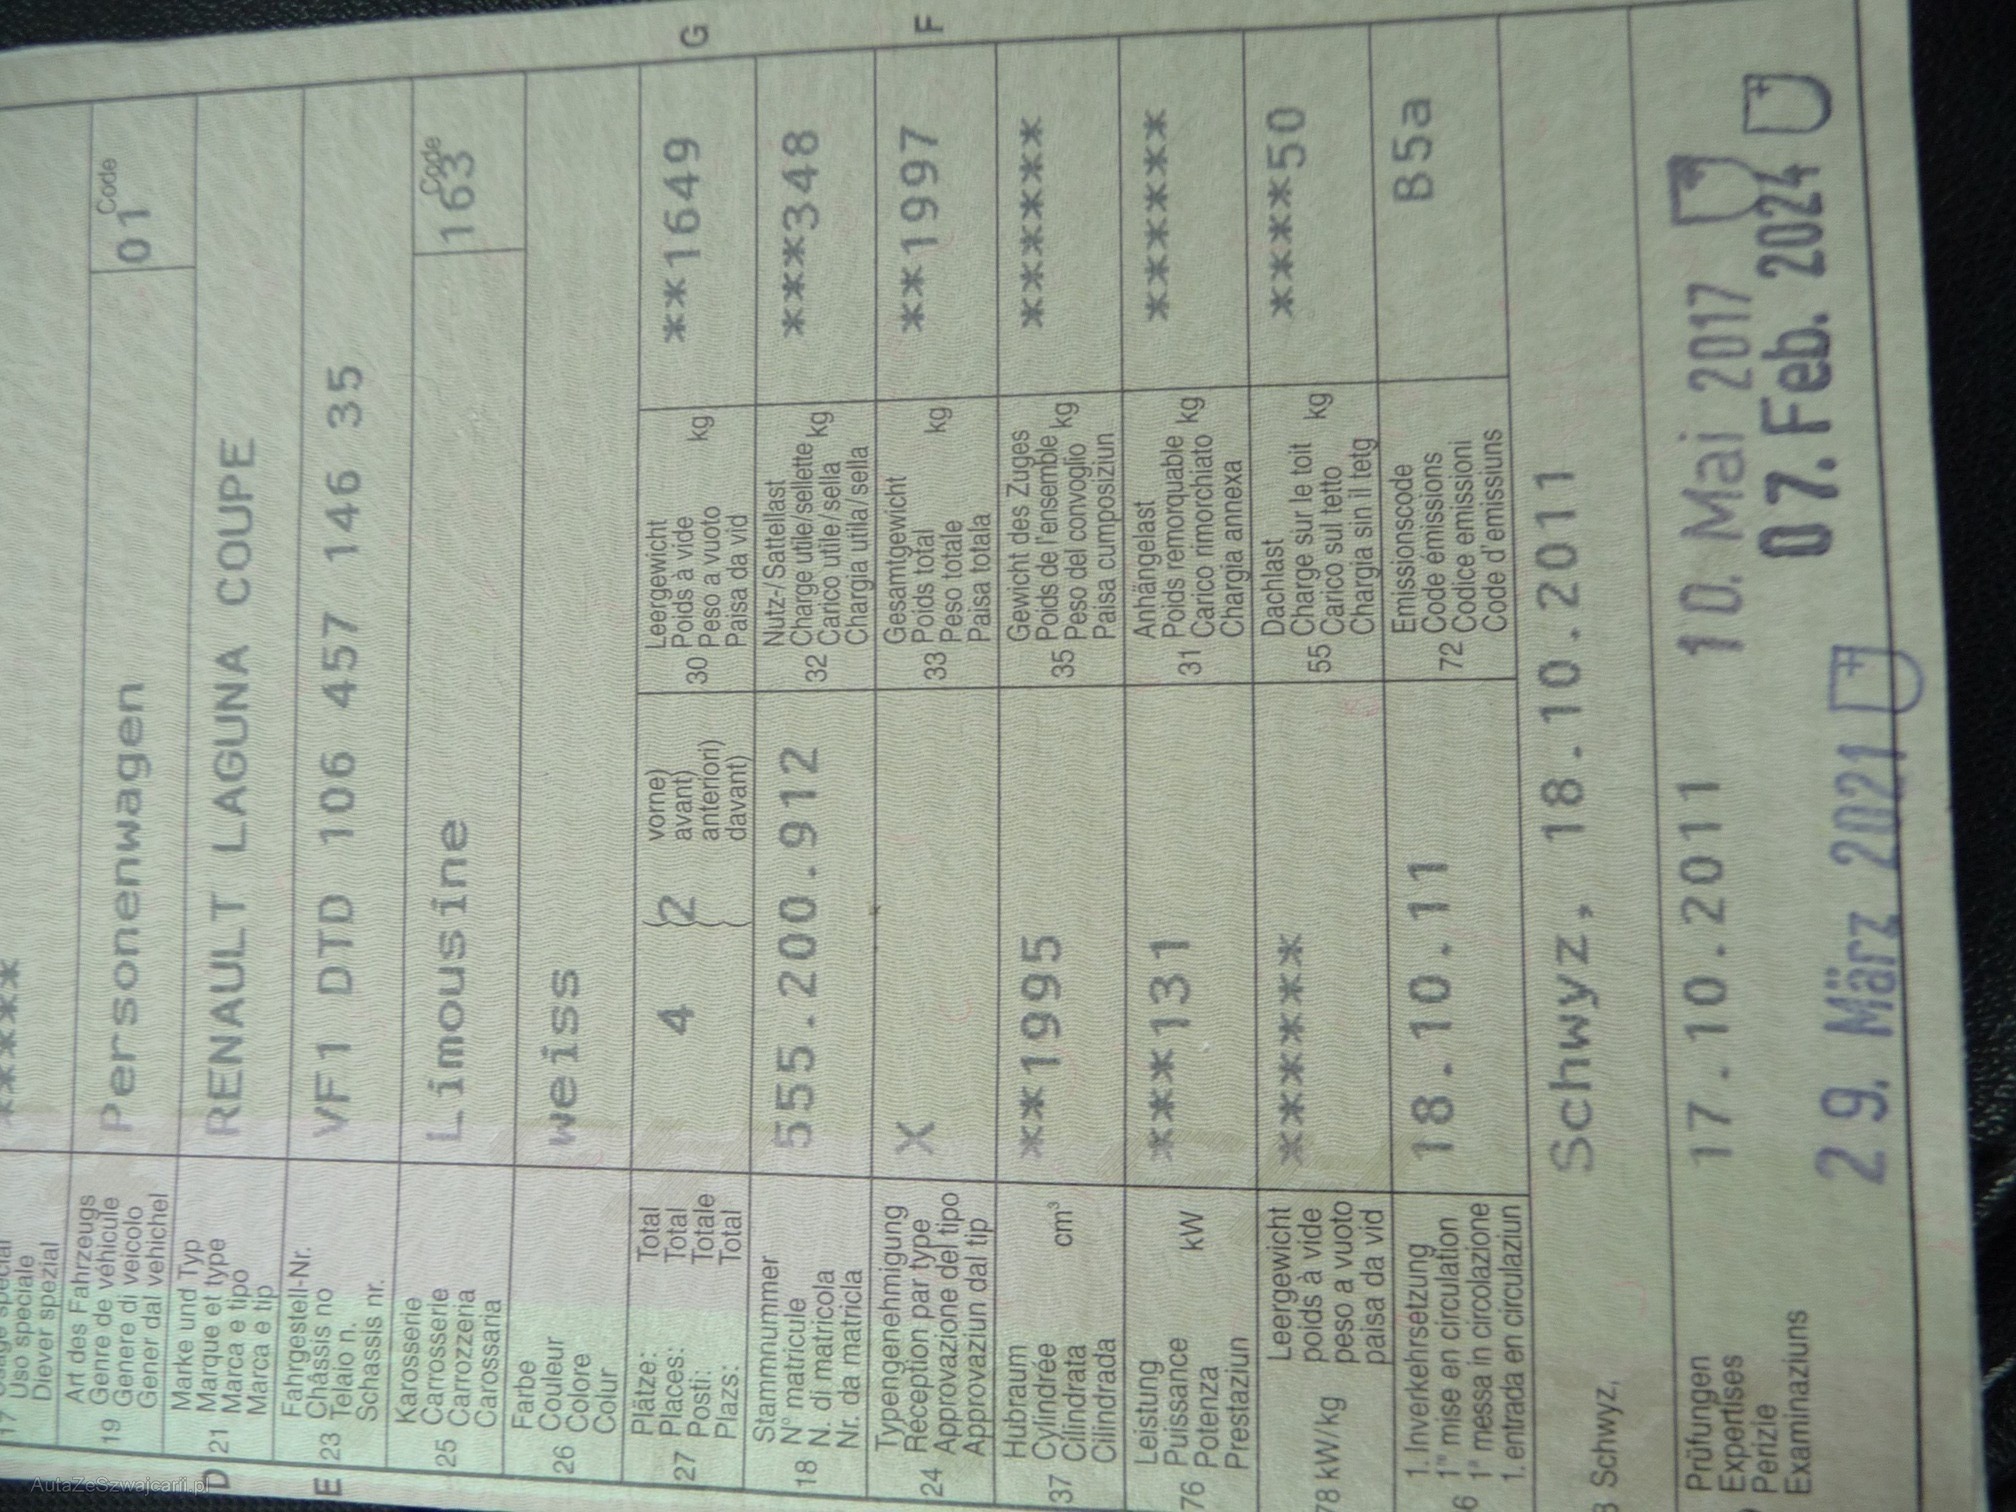 17
Uso speciale
Diever spezial
Art des Fahrzeugs
19 Genre de véhicule
Genere di veicolo
Gener dal vehichel
Personenwagen
Code
01
D 21 Marke und Typ
Marque et type
Marca e tipo
Marca e tip
RENAULT LAGUNA COUPE
E 23 Fahrgestell-Nr.
Châssis no
Telaio n.
Schassis nr.
VF1 DTD 106 457 146 35
Karosserie
25 Carrosserie
Carrozzeria
Carossaria
Limousine
Code
163
Farbe
26 Couleur
Colore
Colur
weiss
27 Plätze: Total
Places: Total
Posti: Totale
Plazs: Total
4 (2 vorne)
avant)
anteriori)
davant)
Leergewicht
30 Poids à vide
Peso a vuoto kg
Paisa da vid
**1649
G
Stammnummer
18 N° matricule
N. di matricola
Nr. da matricla
555.200.912
Nutz-/Sattellast
32 Charge utile/sellette
Carico utile/sella kg
Chargia utila/sella
***348
Typengenehmigung
24 Réception par type
Approvazione del tipo
Approvaziun dal tip
X
Gesamtgewicht
33 Poids total
Peso totale kg
Paisa totala
**1997
F
Hubraum
37 Cylindrée
Cilindrata cm³
Cilindrada
**1995
Gewicht des Zuges
35 Poids de l'ensemble
Peso del convoglio kg
Paisa cumposiziun
*******
Leistung
76 Puissance
Potenza kW
Prestaziun
***131
Anhängelast
31 Poids remorquable
Carico rimorchiato kg
Chargia annexa
*******
78 kW/kg Leergewicht
poids à vide
peso a vuoto
paisa da vid
*******
Dachlast
55 Charge sur le toit
Carico sul tetto kg
Chargia sin il tetg
*****50
1. Inverkehrsetzung
1re mise en circulation
1a messa in circolazione
1. entrada en circulaziun
18.10.11
Emissionscode
72 Code émissions
Codice emissioni
Code d'emissiuns
B5a
Schwyz,
Schwyz, 18.10.2011
Prüfungen
Expertises
Perizie
Examinaziuns
17.10.2011
10. Mai 2017
07. Feb. 2024
29. März 2021
AutaZeSzwajcarii.pl